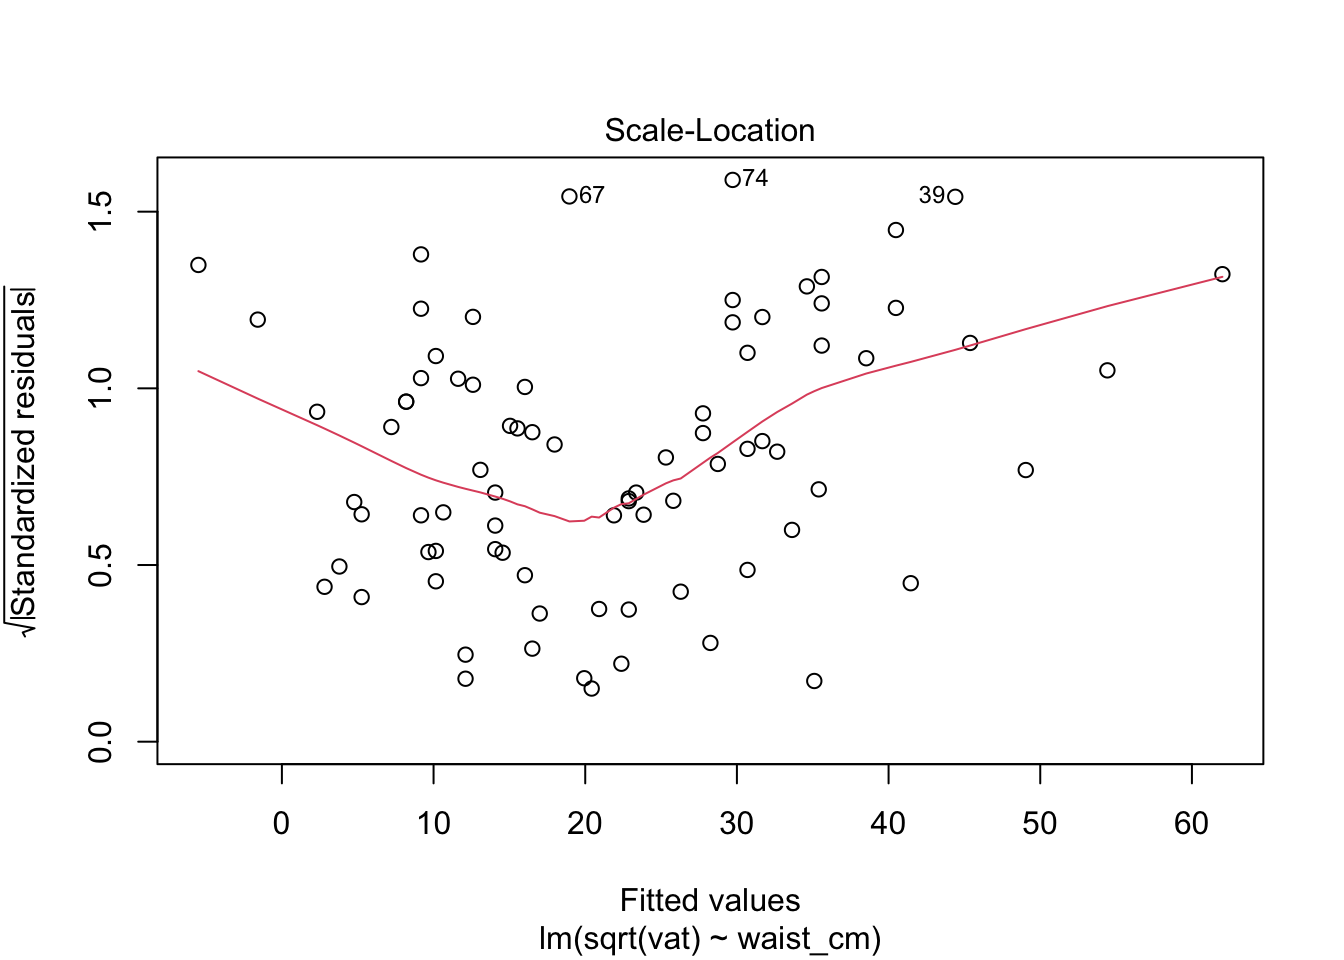 Scale-Location
√|Standardized residuals|
1.5
1.0
0.5
0.0
67
74
39
0 10 20 30 40 50 60
Fitted values
lm(sqrt(vat) ~ waist_cm)